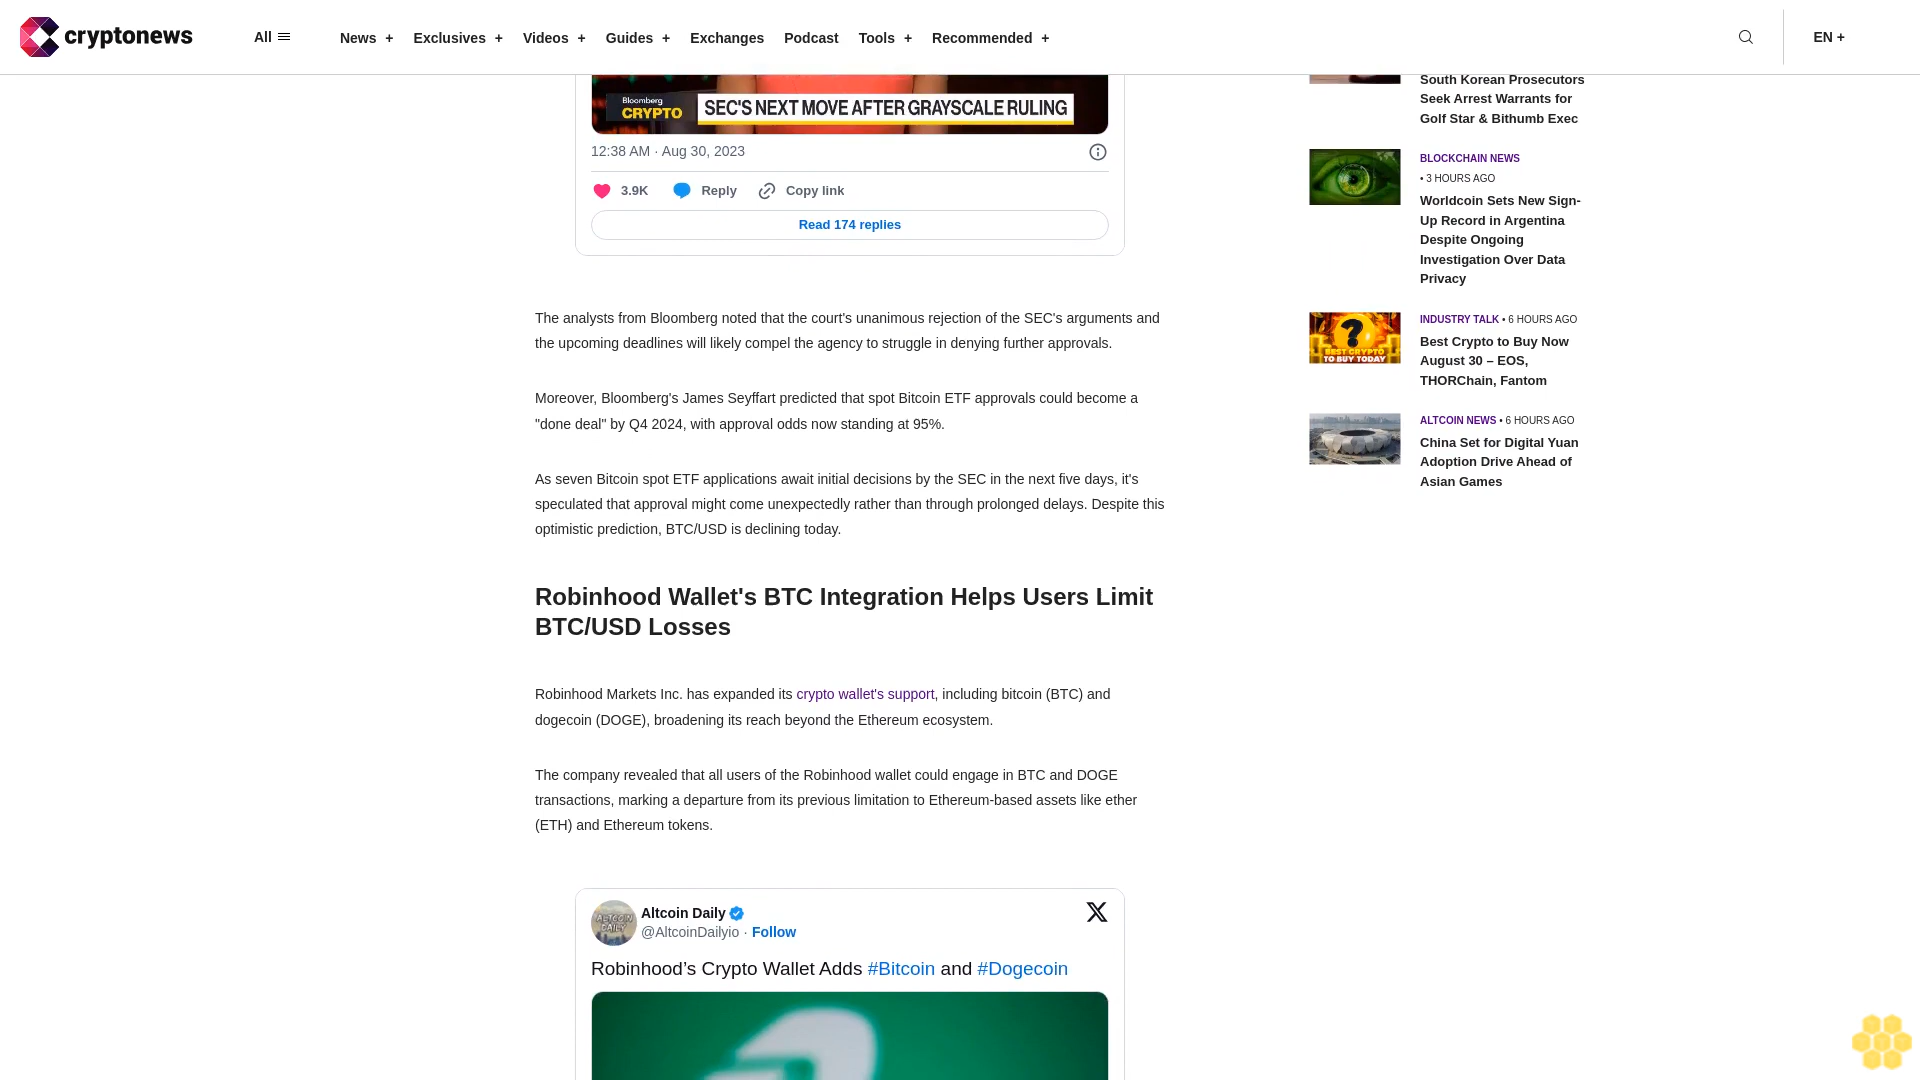 cryptonews
All
News +
Exclusives +
Videos +
Guides +
Exchanges
Podcast
Tools +
Recommended +
EN +
Bloomberg
CRYPTO
SEC'S NEXT MOVE AFTER GRAYSCALE RULING
12:38 AM · Aug 30, 2023
3.9K
Reply
Copy link
Read 174 replies
The analysts from Bloomberg noted that the court's unanimous rejection of the SEC's arguments and
the upcoming deadlines will likely compel the agency to struggle in denying further approvals.
Moreover, Bloomberg's James Seyffart predicted that spot Bitcoin ETF approvals could become a
"done deal" by Q4 2024, with approval odds now standing at 95%.
As seven Bitcoin spot ETF applications await initial decisions by the SEC in the next five days, it's
speculated that approval might come unexpectedly rather than through prolonged delays. Despite this
optimistic prediction, BTC/USD is declining today.
Robinhood Wallet's BTC Integration Helps Users Limit
BTC/USD Losses
Robinhood Markets Inc. has expanded its crypto wallet's support, including bitcoin (BTC) and
dogecoin (DOGE), broadening its reach beyond the Ethereum ecosystem.
The company revealed that all users of the Robinhood wallet could engage in BTC and DOGE
transactions, marking a departure from its previous limitation to Ethereum-based assets like ether
(ETH) and Ethereum tokens.
ALTCOIN
DAILY
Altcoin Daily
@AltcoinDailyio · Follow
Robinhood’s Crypto Wallet Adds #Bitcoin and #Dogecoin
South Korean Prosecutors
Seek Arrest Warrants for
Golf Star & Bithumb Exec
BLOCKCHAIN NEWS
• 3 HOURS AGO
Worldcoin Sets New Sign-
Up Record in Argentina
Despite Ongoing
Investigation Over Data
Privacy
BEST CRYPTO
TO BUY TODAY
INDUSTRY TALK • 6 HOURS AGO
Best Crypto to Buy Now
August 30 – EOS,
THORChain, Fantom
ALTCOIN NEWS • 6 HOURS AGO
China Set for Digital Yuan
Adoption Drive Ahead of
Asian Games